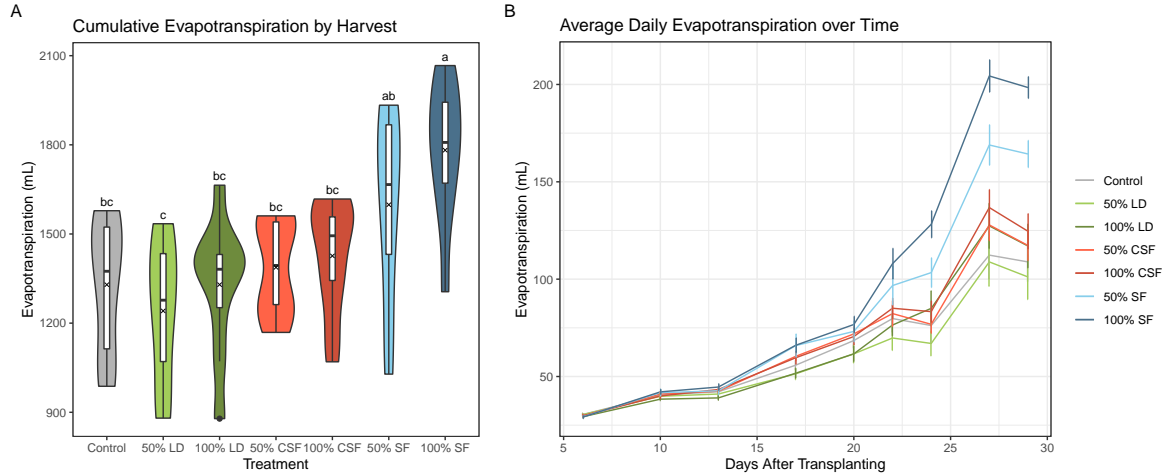 A
Cumulative Evapotranspiration by Harvest
2100
1800
1500
1200
900
Evapotranspiration (mL)
bc
c
bc
bc
bc
ab
a
Control
50% LD
100% LD
50% CSF
100% CSF
50% SF
100% SF
Treatment
B
Average Daily Evapotranspiration over Time
200
150
100
50
Evapotranspiration (mL)
5
10
15
20
25
30
Days After Transplanting
Control
50% LD
100% LD
50% CSF
100% CSF
50% SF
100% SF